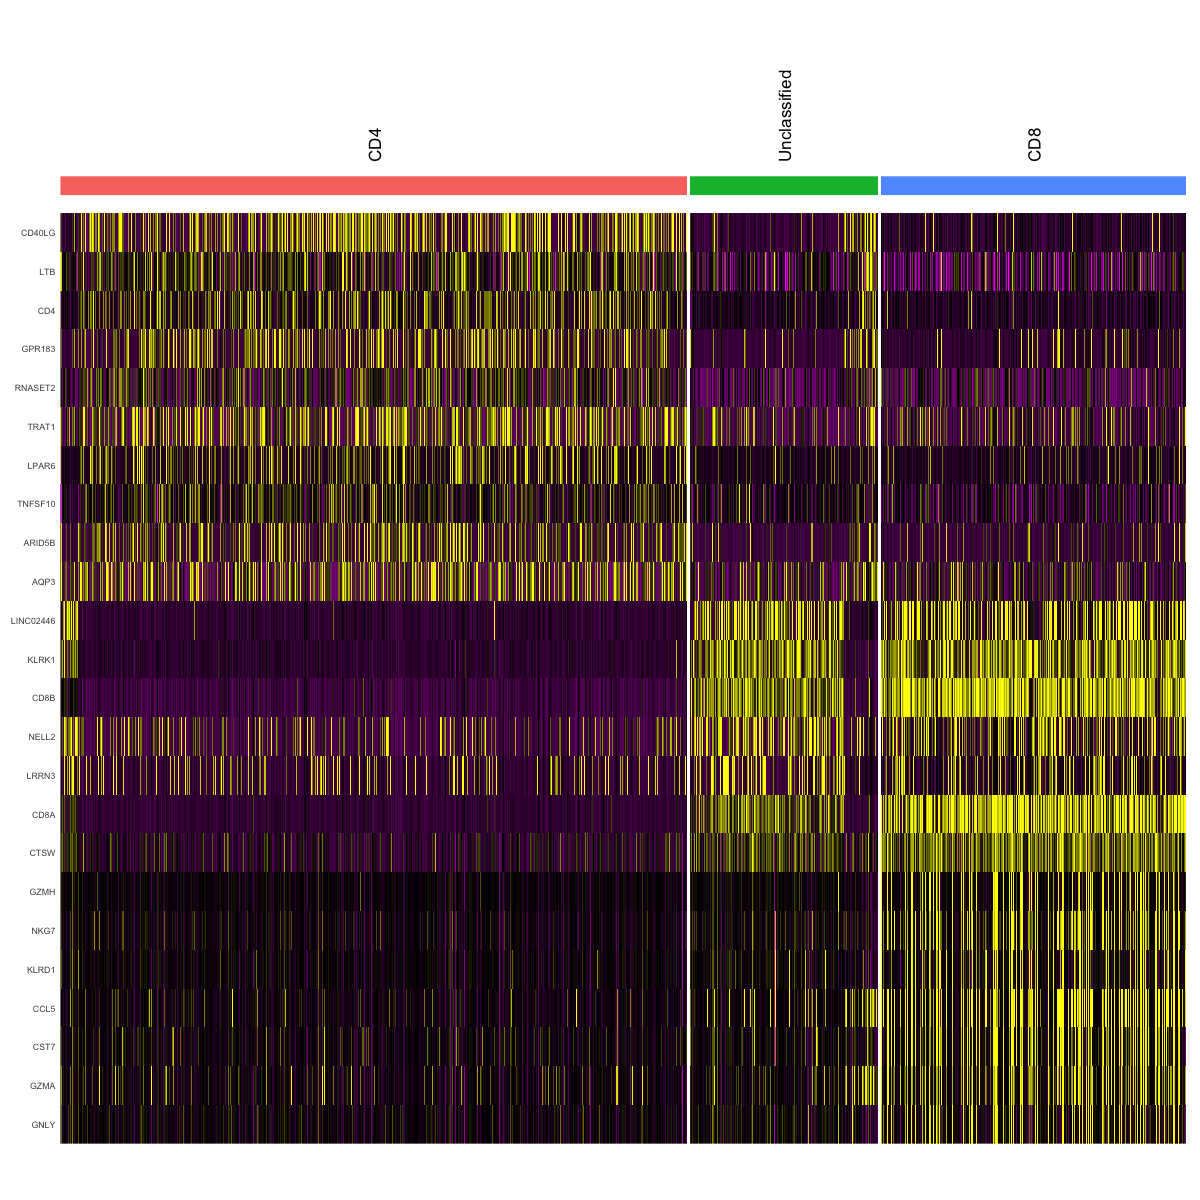 CD4
Unclassified
CD8
CD40LG
LTB
CD4
GPR183
RNASET2
TRAT1
LPAR6
TNFSF10
ARID5B
AQP3
LINC02446
KLRK1
CD8B
NELL2
LRRN3
CD8A
CTSW
GZMH
NKG7
KLRD1
CCL5
CST7
GZMA
GNLY